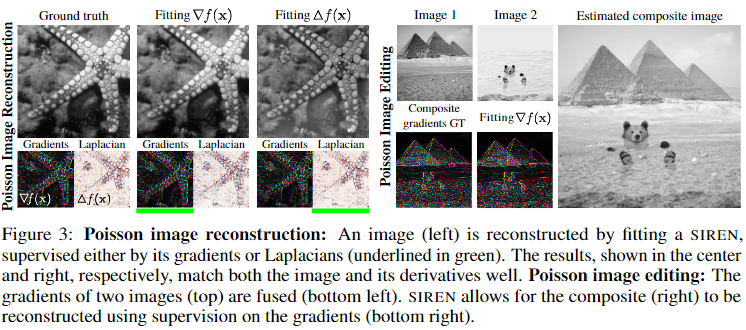 Poisson Image Reconstruction
Ground truth
Fitting ∇f(x)
Fitting Δf(x)
Gradients Laplacian
Gradients Laplacian
Gradients Laplacian
∇f(x)
Δf(x)
Poisson Image Editing
Image 1
Image 2
Estimated composite image
Composite
gradients GT
Fitting ∇f(x)
Figure 3: Poisson image reconstruction: An image (left) is reconstructed by fitting a SIREN,
supervised either by its gradients or Laplacians (underlined in green). The results, shown in the center
and right, respectively, match both the image and its derivatives well. Poisson image editing: The
gradients of two images (top) are fused (bottom left). SIREN allows for the composite (right) to be
reconstructed using supervision on the gradients (bottom right).